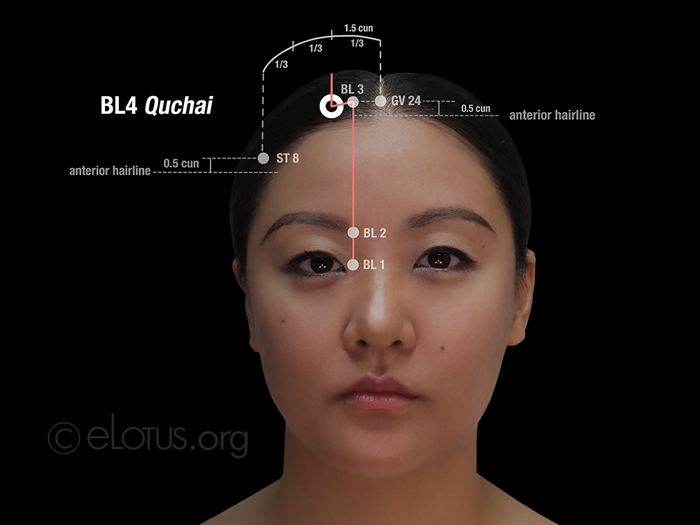 1.5 cun
1/3
1/3
1/3
BL4 Quchai
BL 3
GV 24
0.5 cun
anterior hairline
ST 8
0.5 cun
anterior hairline
BL 2
BL 1
© eLotus.org